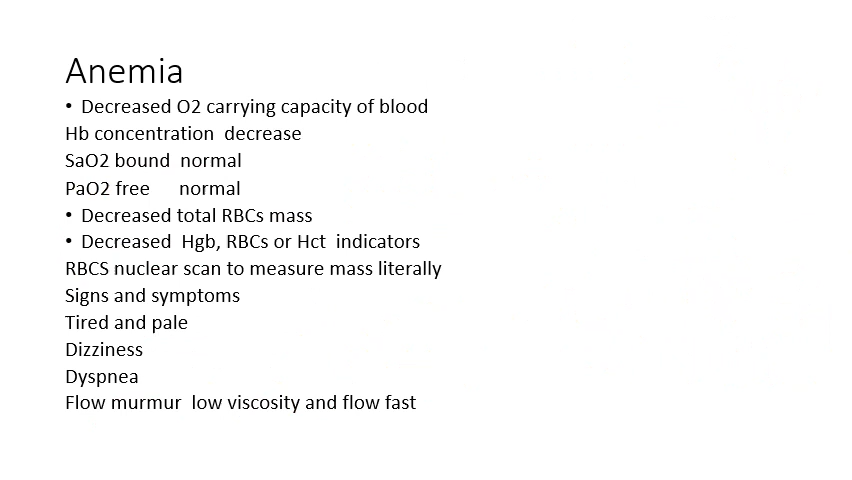 Anemia
• Decreased O2 carrying capacity of blood
Hb concentration  decrease
SaO2 bound  normal
PaO2 free     normal
• Decreased total RBCs mass
• Decreased  Hgb, RBCs or Hct  indicators
RBCS nuclear scan to measure mass literally
Signs and symptoms
Tired and pale
Dizziness
Dyspnea
Flow murmur  low viscosity and flow fast